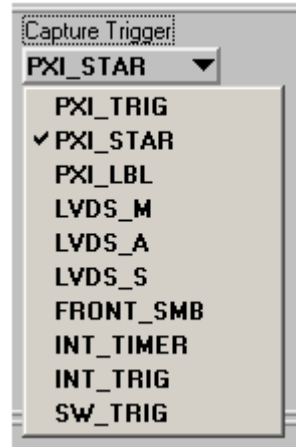 Capture Trigger
PXI_STAR
PXI_TRIG
PXI_STAR
PXI_LBL
LVDS_M
LVDS_A
LVDS_S
FRONT_SMB
INT_TIMER
INT_TRIG
SW_TRIG